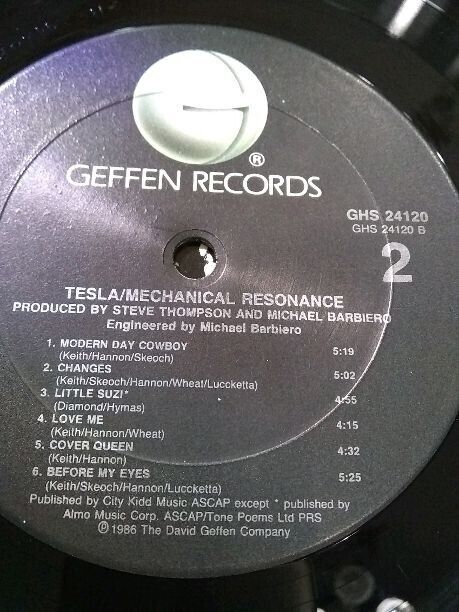 ®
GEFFEN RECORDS
GHS 24120
GHS 24120 B
2
TESLA/MECHANICAL RESONANCE
PRODUCED BY STEVE THOMPSON AND MICHAEL BARBIERO
Engineered by Michael Barbiero
1. MODERN DAY COWBOY 5:19
(Keith/Hannon/Skeoch)
2. CHANGES 5:02
(Keith/Skeoch/Hannon/Wheat/Luccketta)
3. LITTLE SUZI* 4:55
(Diamond/Hymas)
4. LOVE ME 4:15
(Keith/Hannon/Wheat)
5. COVER QUEEN 4:32
(Keith/Hannon)
6. BEFORE MY EYES 5:25
(Keith/Skeoch/Hannon/Luccketta)
Published by City Kidd Music ASCAP except * published by
Almo Music Corp. ASCAP/Tone Poems Ltd PRS
℗ 1986 The David Geffen Company